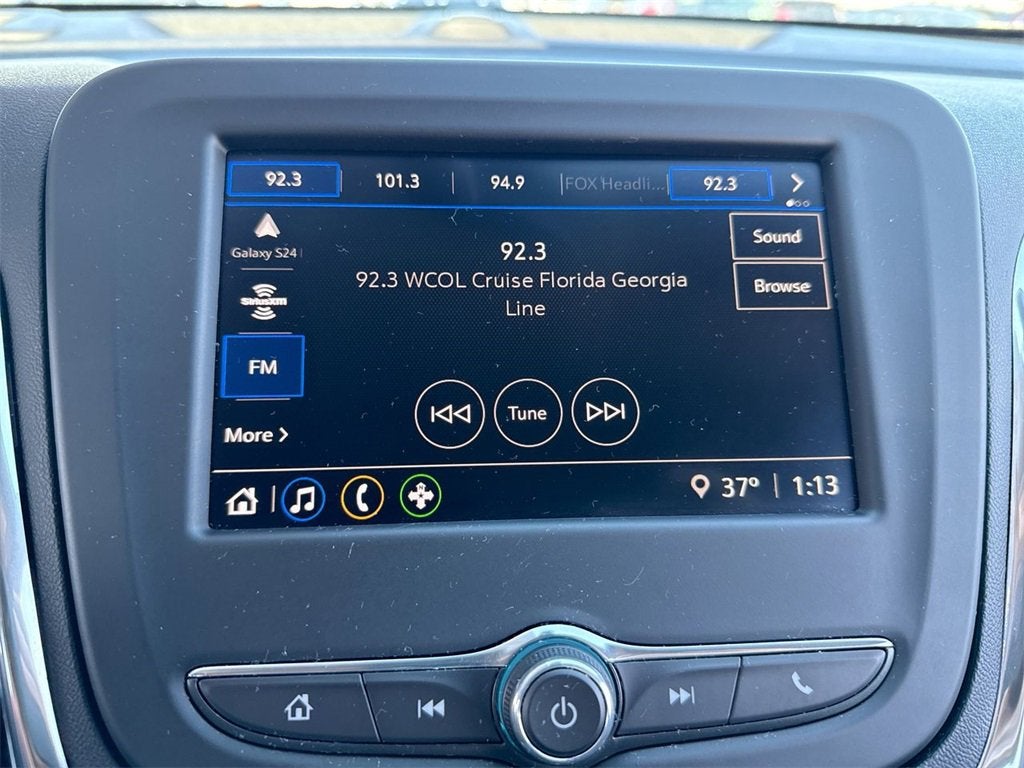 92.3 101.3 94.9 FOX Headli... 92.3
Galaxy S24
92.3
Sound
92.3 WCOL Cruise Florida Georgia
Line
Browse
SiriusXM
FM
Tune
More
37° 1:13